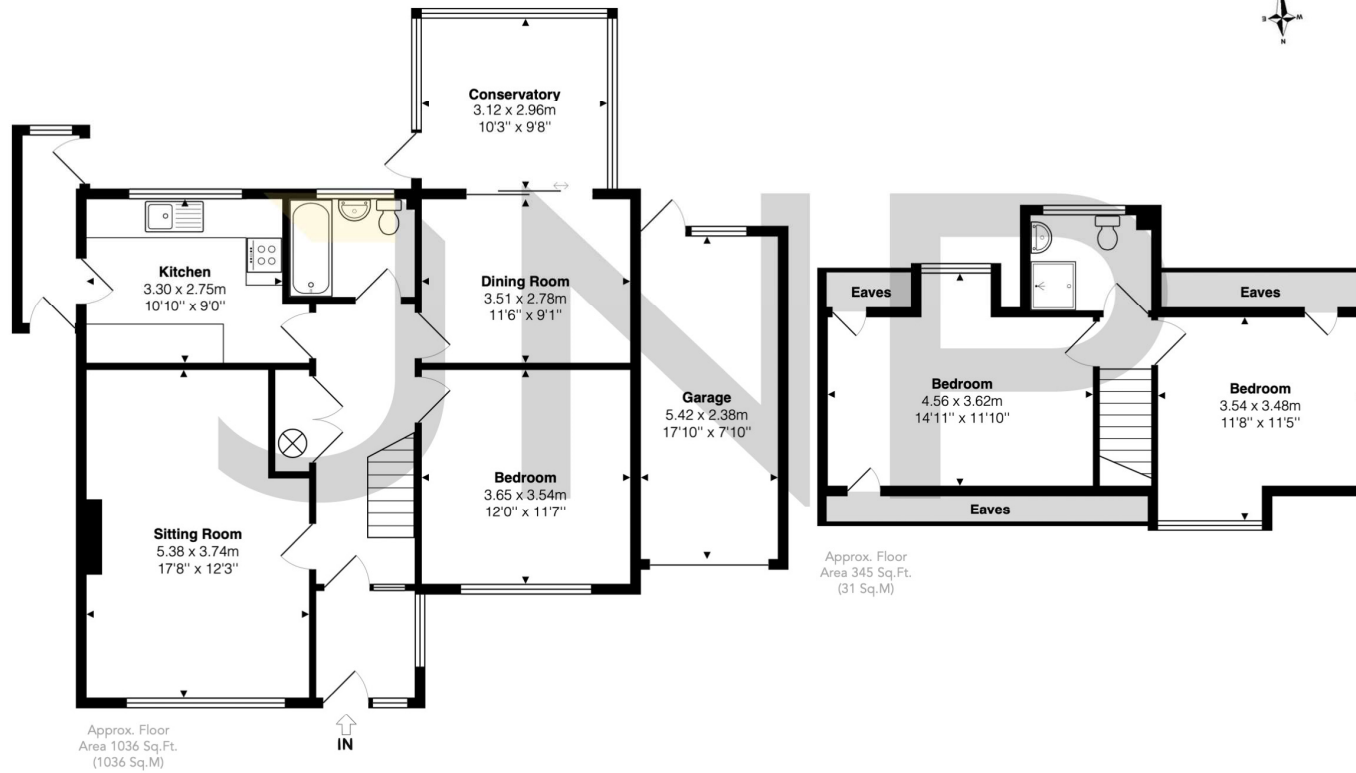 E W
N
Conservatory
3.12 x 2.96m
10'3" x 9'8"
Kitchen
3.30 x 2.75m
10'10" x 9'0"
Dining Room
3.51 x 2.78m
11'6" x 9'1"
Garage
5.42 x 2.38m
17'10" x 7'10"
Bedroom
3.65 x 3.54m
12'0" x 11'7"
Sitting Room
5.38 x 3.74m
17'8" x 12'3"
IN
Approx. Floor
Area 1036 Sq.Ft.
(1036 Sq.M)
Eaves
Eaves
Bedroom
4.56 x 3.62m
14'11" x 11'10"
Bedroom
3.54 x 3.48m
11'8" x 11'5"
Eaves
Approx. Floor
Area 345 Sq.Ft.
(31 Sq.M)
JNP